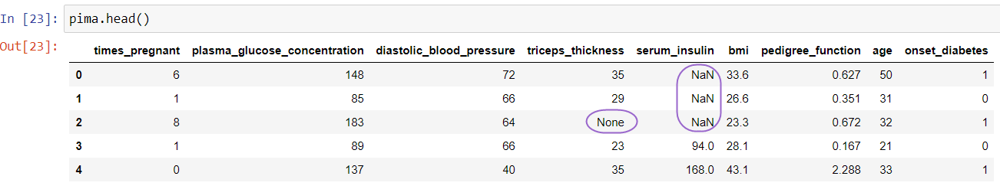 In [23]: pima.head()
Out[23]:
times_pregnant plasma_glucose_concentration diastolic_blood_pressure triceps_thickness serum_insulin bmi pedigree_function age onset_diabetes
0 6 148 72 35 NaN 33.6 0.627 50 1
1 1 85 66 29 NaN 26.6 0.351 31 0
2 8 183 64 None NaN 23.3 0.672 32 1
3 1 89 66 23 94.0 28.1 0.167 21 0
4 0 137 40 35 168.0 43.1 2.288 33 1